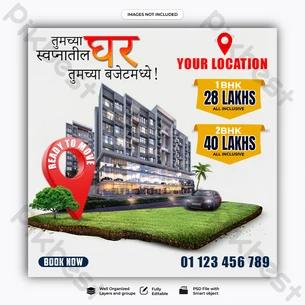 IMAGES NOT INCLUDED
तुमच्या
स्वप्नातील घर
तुमच्या बजेटमध्ये!
YOUR LOCATION
1BHK
28 LAKHS
ALL INCLUSIVE
2BHK
40 LAKHS
ALL INCLUSIVE
READY TO MOVE
BOOK NOW
01 123 456 789
Well Organized
Layers and groups
Fully
Editable
PSD File with
Smart object
pikbest